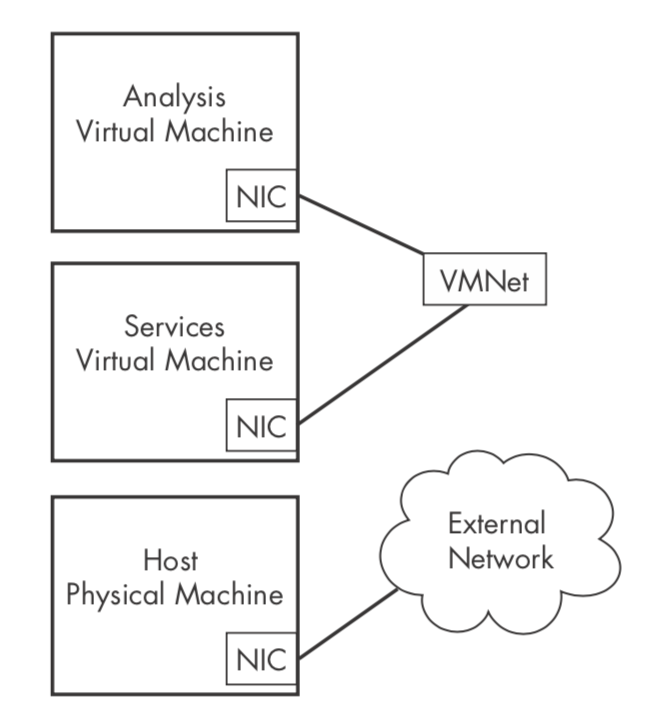 Analysis
Virtual Machine
NIC
VMNet
Services
Virtual Machine
NIC
External
Network
Host
Physical Machine
NIC